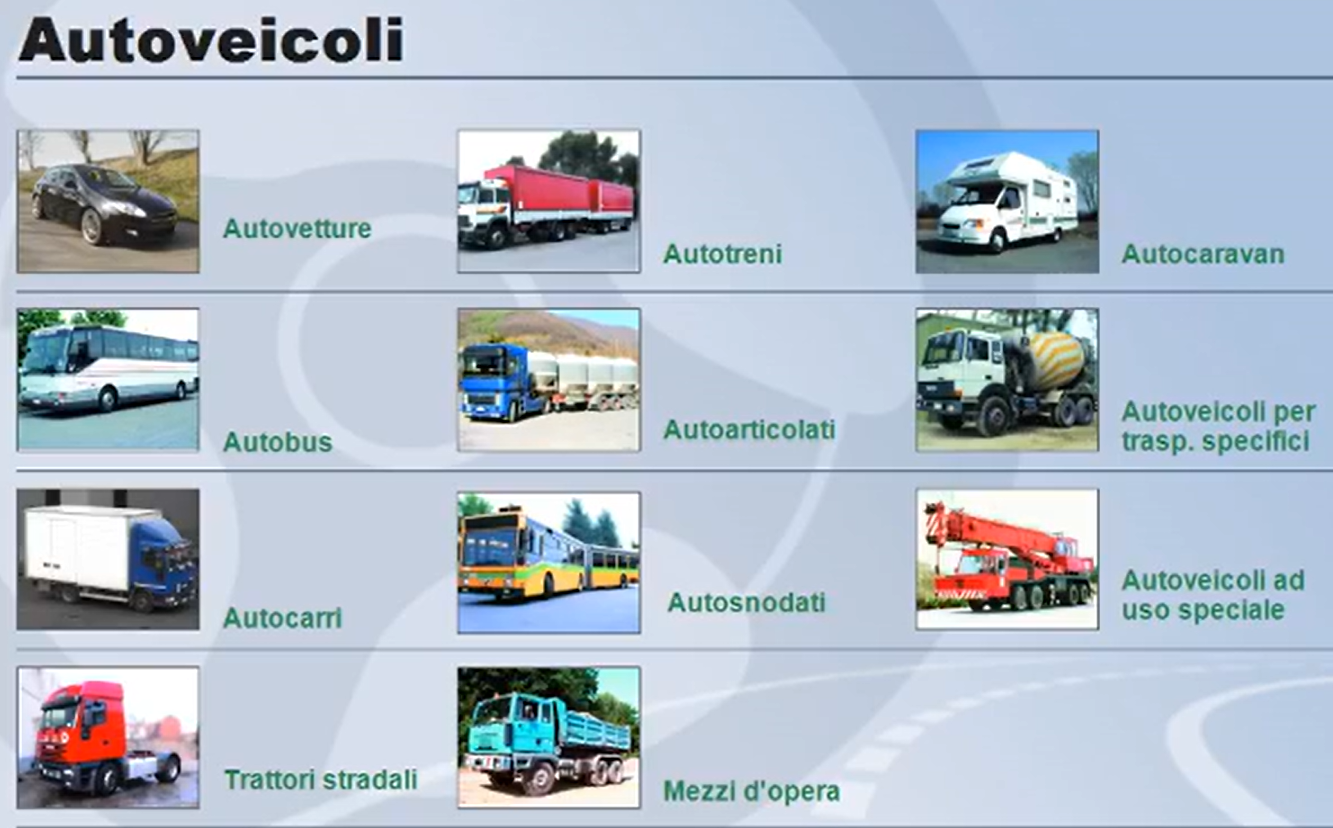 Autoveicoli
Autovetture
Autotreni
Autocaravan
Autobus
Autoarticolati
Autoveicoli per
trasp. specifici
Autocarri
Autosnodati
Autoveicoli ad
uso speciale
Trattori stradali
Mezzi d'opera